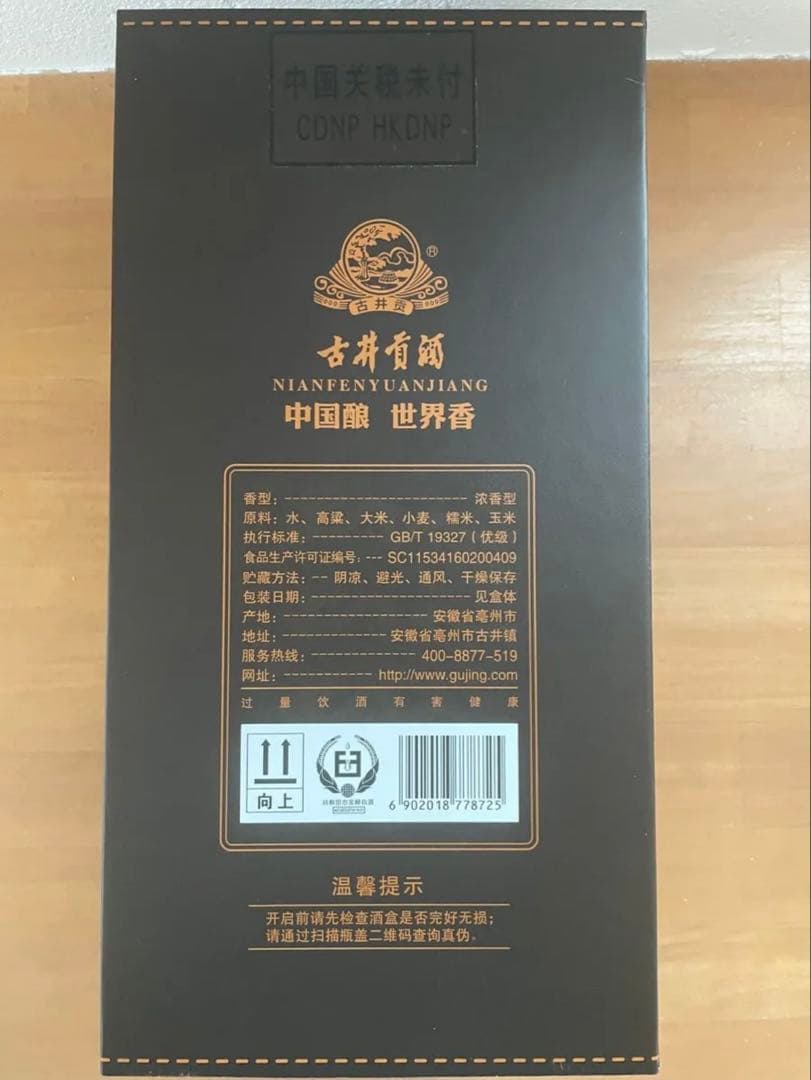 中国关税未付
CDNP HKDNP
®
古井贡
古井贡酒
NIANFENYUANJIANG
中国酿 世界香
香型：----------------------- 浓香型
原料：水、高粱、大米、小麦、糯米、玉米
执行标准：--------- GB/T 19327（优级）
食品生产许可证编号：--- SC11534160200409
贮藏方法：-- 阴凉、避光、通风、干燥保存
包装日期：-------------------- 见盒体
产地：------------------ 安徽省亳州市
地址：------------- 安徽省亳州市古井镇
服务热线：------------- 400-8877-519
网址：----------- http://www.gujing.com
过量饮酒有害健康
向上
纯粮固态发酵白酒
6 902018 778725
温馨提示
开启前请先检查酒盒是否完好无损；
请通过扫描瓶盖二维码查询真伪。